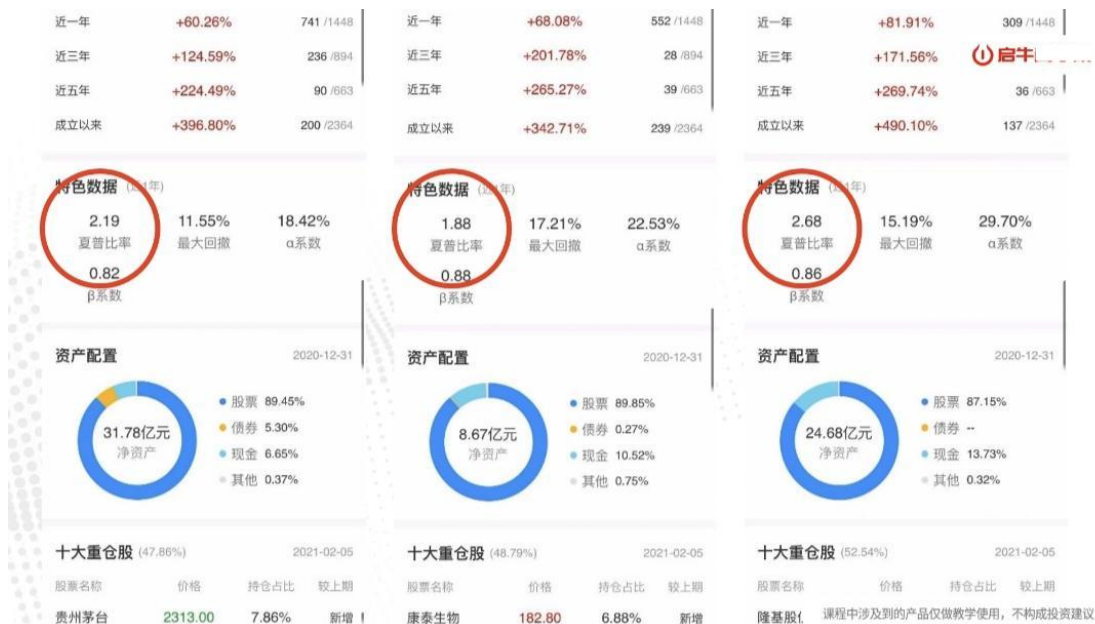 近一年 +60.26% 741 /1448
近三年 +124.59% 236 /894
近五年 +224.49% 90 /663
成立以来 +396.80% 200 /2364
特色数据 (近1年)
2.19 11.55% 18.42%
夏普比率 最大回撤 α系数
0.82
β系数
资产配置 2020-12-31
31.78亿元
净资产
股票 89.45%
债券 5.30%
现金 6.65%
其他 0.37%
十大重仓股 (47.86%) 2021-02-05
股票名称 价格 持仓占比 较上期
贵州茅台 2313.00 7.86% 新增
近一年 +68.08% 552 /1448
近三年 +201.78% 28 /894
近五年 +265.27% 39 /663
成立以来 +342.71% 239 /2364
特色数据 (近1年)
1.88 17.21% 22.53%
夏普比率 最大回撤 α系数
0.88
β系数
资产配置 2020-12-31
8.67亿元
净资产
股票 89.85%
债券 0.27%
现金 10.52%
其他 0.75%
十大重仓股 (48.79%) 2021-02-05
股票名称 价格 持仓占比 较上期
康泰生物 182.80 6.88% 新增
近一年 +81.91% 309 /1448
近三年 +171.56%
启牛
近五年 +269.74% 36 /663
成立以来 +490.10% 137 /2364
特色数据 (近1年)
2.68 15.19% 29.70%
夏普比率 最大回撤 α系数
0.86
β系数
资产配置 2020-12-31
24.68亿元
净资产
股票 87.15%
债券 --
现金 13.73%
其他 0.32%
十大重仓股 (52.54%) 2021-02-05
股票名称 价格 持仓占比 较上期
隆基股
课程中涉及到的产品仅做教学使用，不构成投资建议